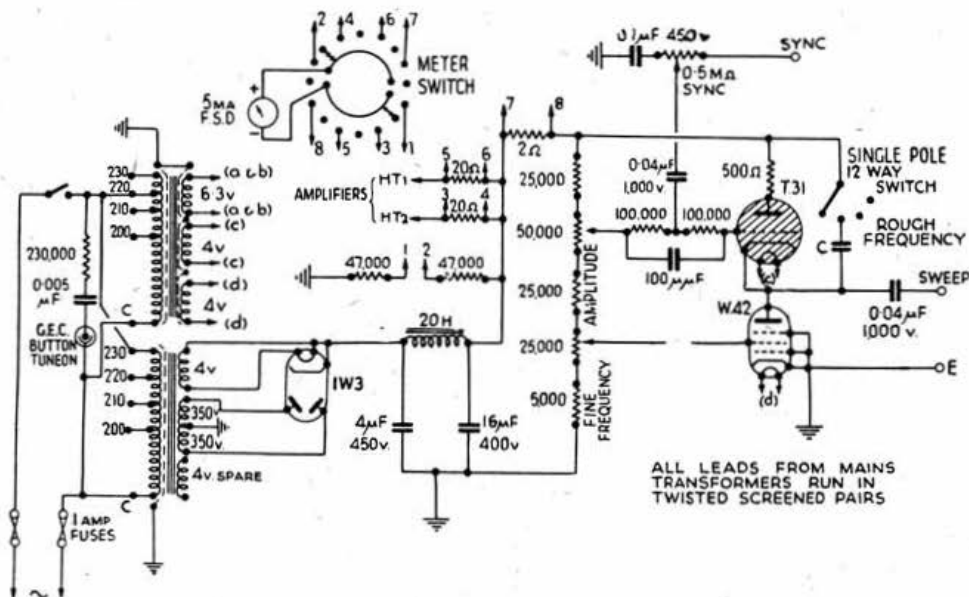 2 4 6 7
METER
SWITCH
+
5MA
F.S.D
-
8 5 3 1
0.1μF 450v.
SYNC
0·5MΩ
SYNC
7 8
2Ω
0·04μF
1,000 v.
500Ω
T.31
SINGLE POLE
12 WAY
SWITCH
ROUGH
FREQUENCY
C
AMPLIFIERS
HT1
5 20Ω 6
HT2
3 20Ω 4
25,000
50,000
25,000
AMPLITUDE
25,000
5,000
FINE
FREQUENCY
100,000 100,000
100μμF
230
220
210
200
(a & b)
6·3v
(a & b)
(c)
4v
(c)
(d)
4v
(d)
C
230,000
0·005
μF
G.E.C.
BUTTON
TUNEON
47,000 1 2 47,000
230
220
210
200
C
4v
350v.
350v.
4v. SPARE
1W3
20H
4μF
450v.
16μF
400v.
W.42
(d)
SWEEP
0·04μF
1,000 v.
E
1 AMP
FUSES
~
ALL LEADS FROM MAINS
TRANSFORMERS RUN IN
TWISTED SCREENED PAIRS